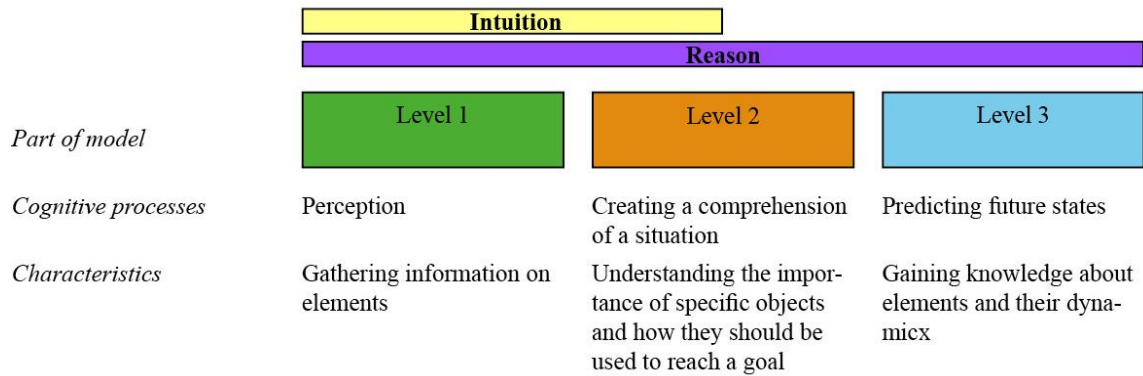 Intuition
Reason
Part of model
Level 1
Level 2
Level 3
Cognitive processes
Perception
Creating a comprehension
of a situation
Predicting future states
Characteristics
Gathering information on
elements
Understanding the impor-
tance of specific objects
and how they should be
used to reach a goal
Gaining knowledge about
elements and their dyna-
micx